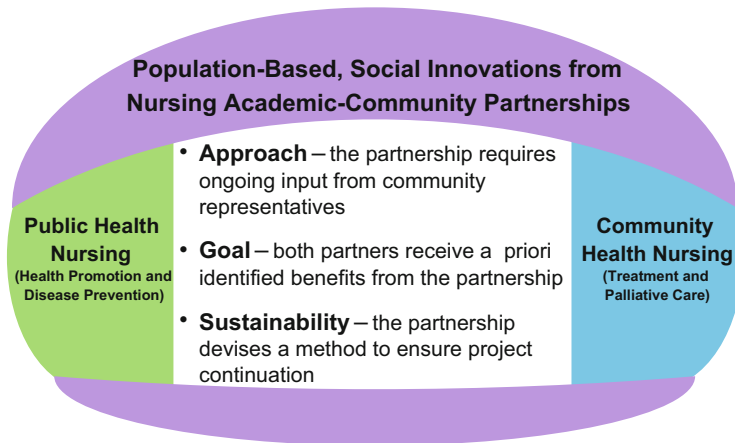 Population-Based, Social Innovations from
Nursing Academic-Community Partnerships
Public Health
Nursing
(Health Promotion and
Disease Prevention)
• Approach – the partnership requires
ongoing input from community
representatives
• Goal – both partners receive a priori
identified benefits from the partnership
• Sustainability – the partnership
devises a method to ensure project
continuation
Community
Health Nursing
(Treatment and
Palliative Care)